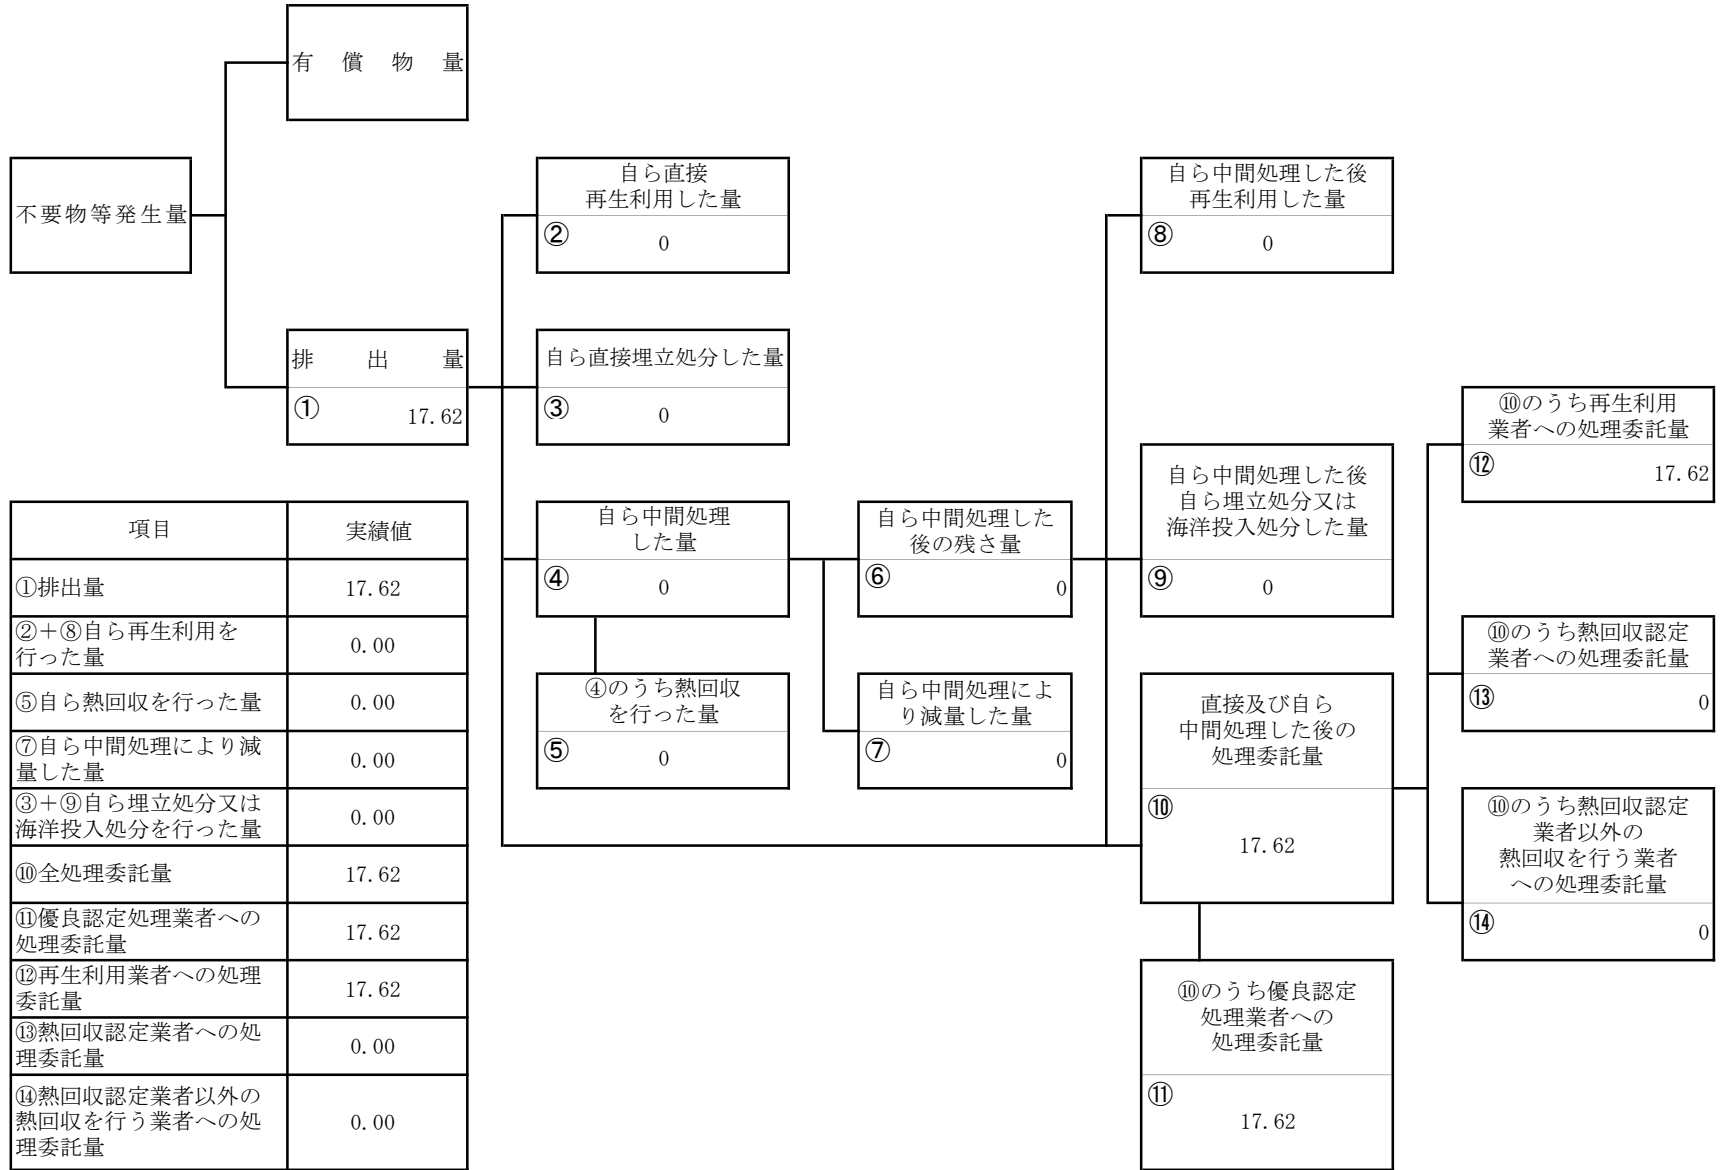 有償物量
不要物等発生量
排出量
① 17.62
自ら直接
再生利用した量
② 0
自ら直接埋立処分した量
③ 0
自ら中間処理
した量
④ 0
④のうち熱回収
を行った量
⑤ 0
自ら中間処理した
後の残さ量
⑥ 0
自ら中間処理によ
り減量した量
⑦ 0
自ら中間処理した後
再生利用した量
⑧ 0
自ら中間処理した後
自ら埋立処分又は
海洋投入処分した量
⑨ 0
直接及び自ら
中間処理した後の
処理委託量
⑩
17.62
⑩のうち優良認定
処理業者への
処理委託量
⑪
17.62
⑩のうち再生利用
業者への処理委託量
⑫ 17.62
⑩のうち熱回収認定
業者への処理委託量
⑬ 0
⑩のうち熱回収認定
業者以外の
熱回収を行う業者
への処理委託量
⑭ 0
項目 実績値
①排出量 17.62
②＋⑧自ら再生利用を
行った量 0.00
⑤自ら熱回収を行った量 0.00
⑦自ら中間処理により減
量した量 0.00
③＋⑨自ら埋立処分又は
海洋投入処分を行った量 0.00
⑩全処理委託量 17.62
⑪優良認定処理業者への
処理委託量 17.62
⑫再生利用業者への処理
委託量 17.62
⑬熱回収認定業者への処
理委託量 0.00
⑭熱回収認定業者以外の
熱回収を行う業者への処
理委託量 0.00